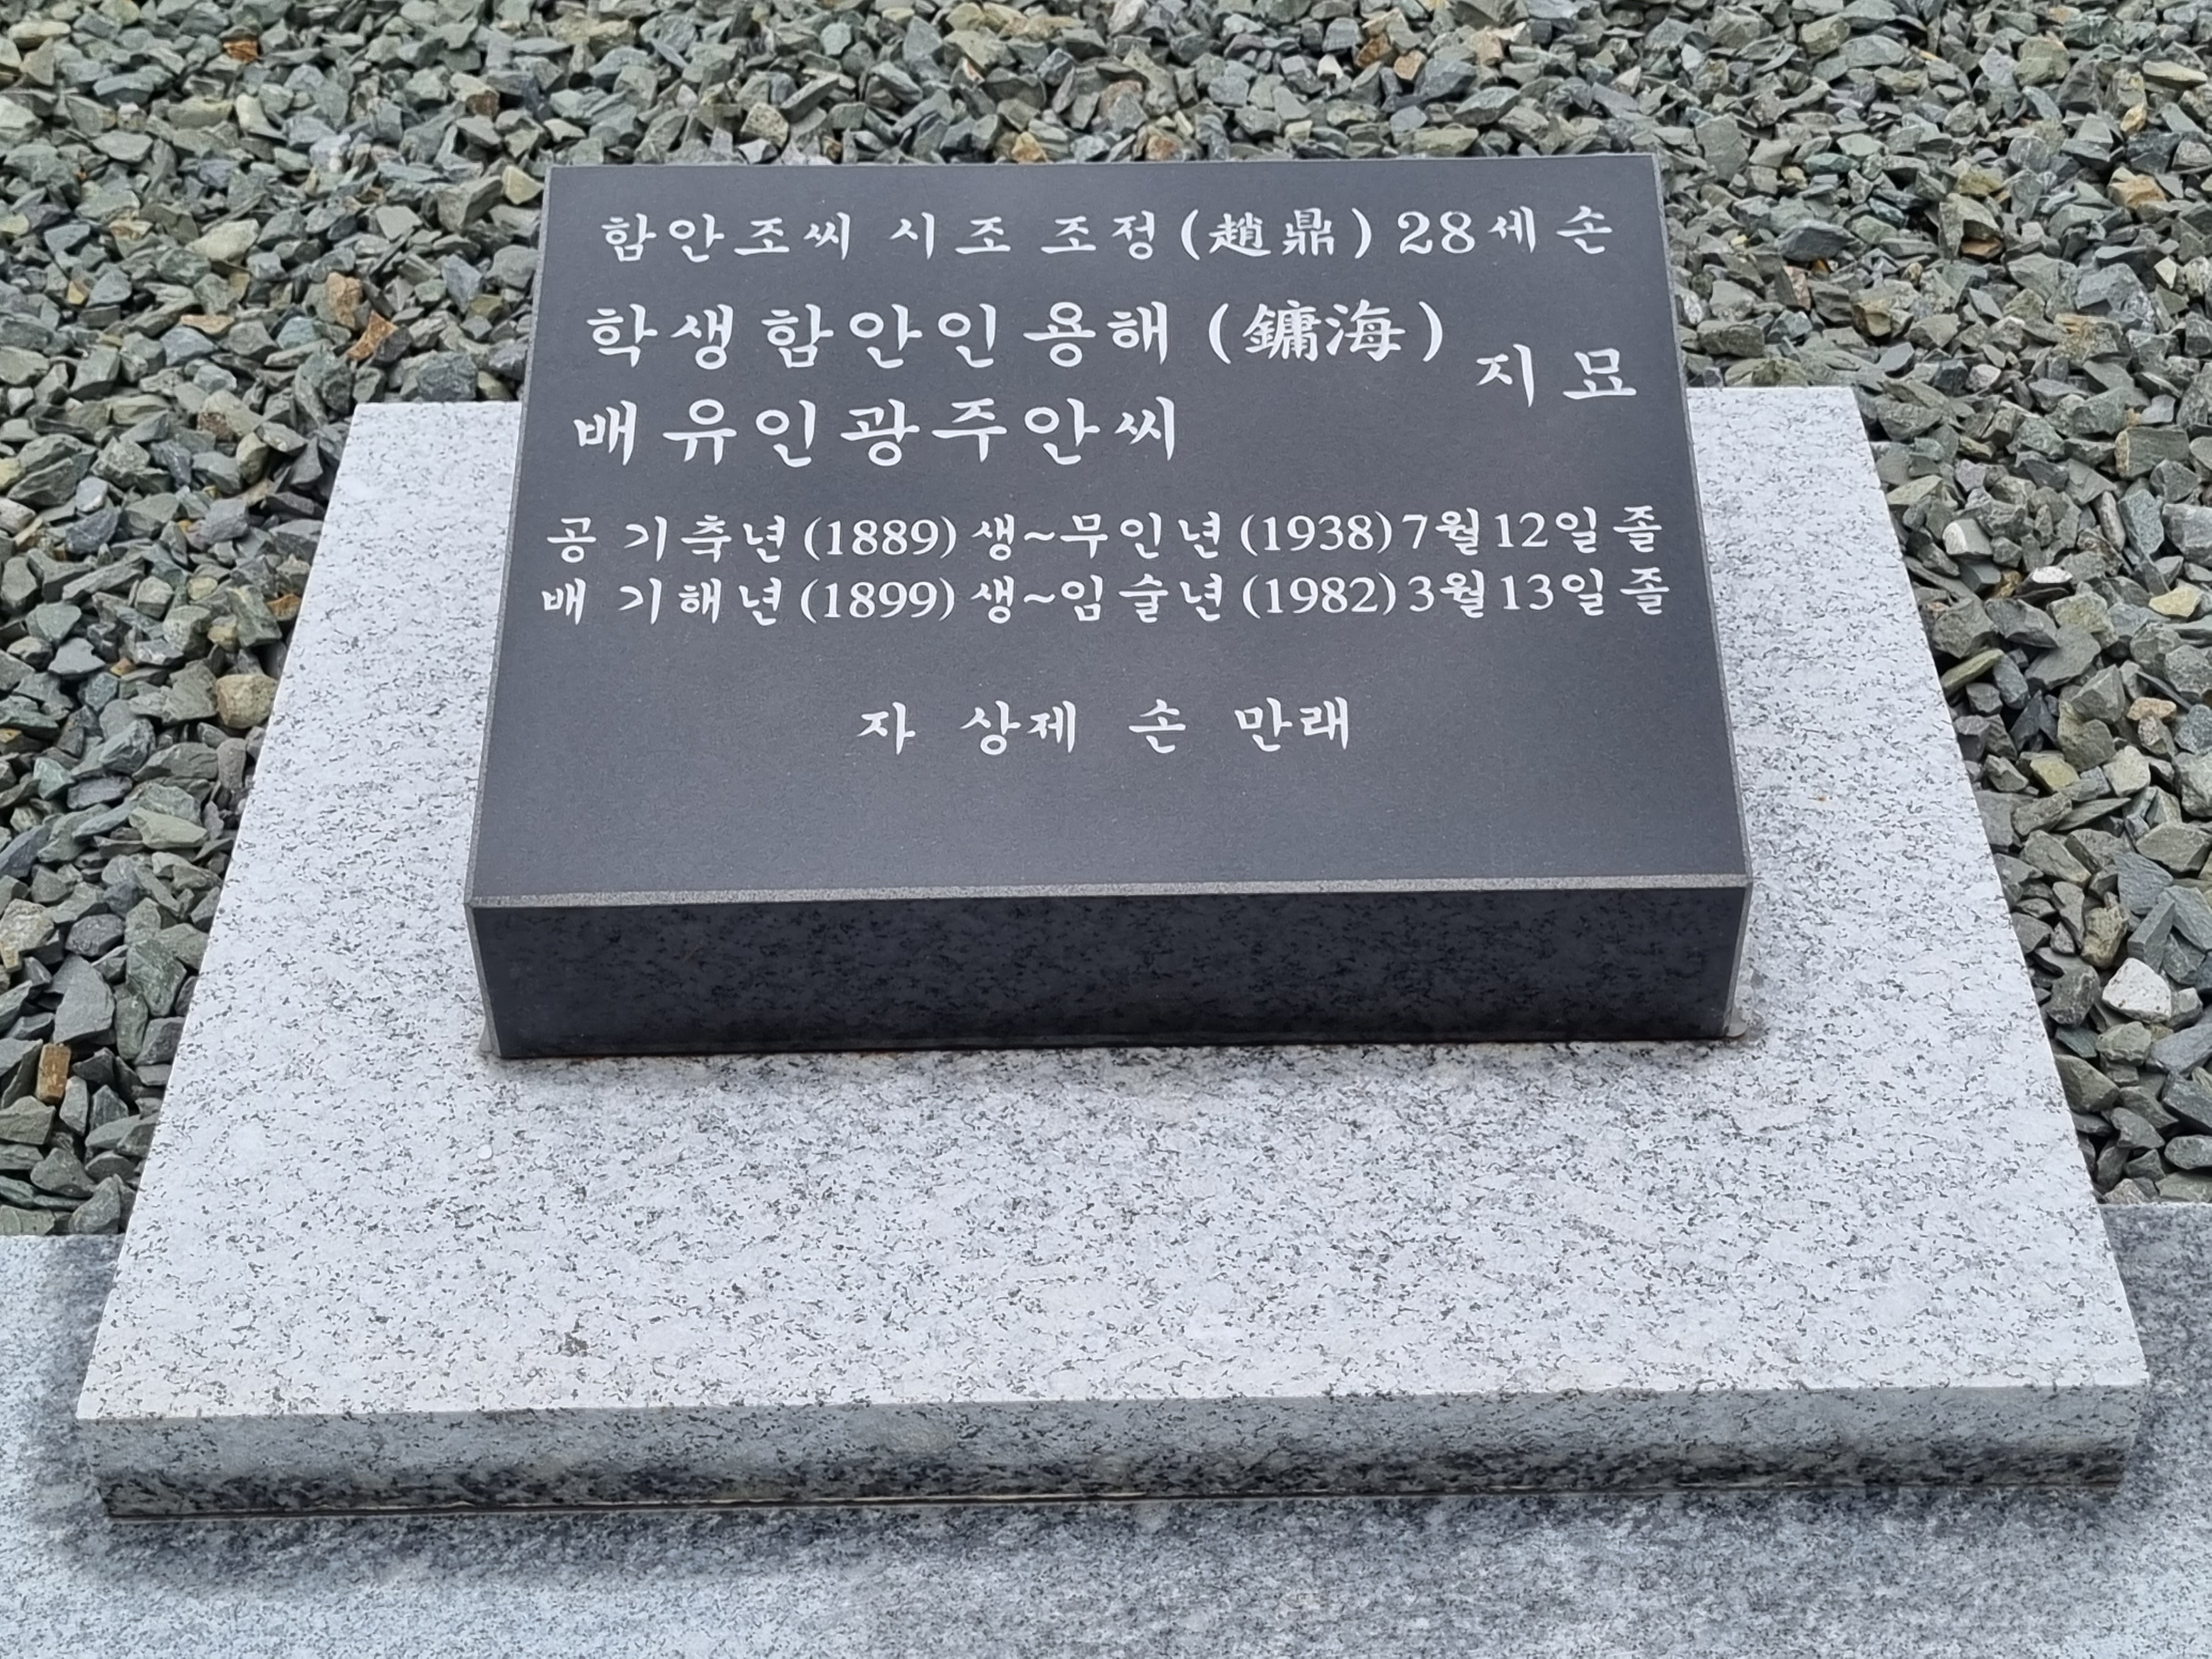 함안조씨 시조 조정(趙鼎) 28세손
학생함안인용해(鏞海)
배유인광주안씨
지묘
공 기축년(1889)생~무인년(1938)7월12일졸
배 기해년(1899)생~임술년(1982)3월13일졸
자 상제 손 만래